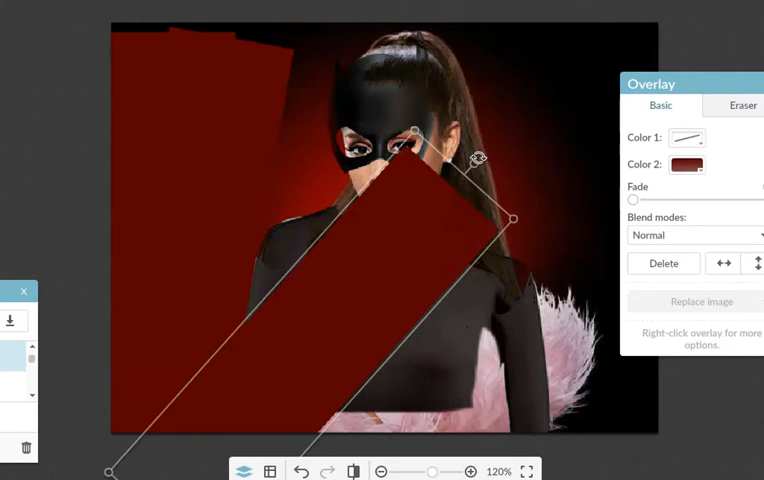 Overlay
Basic
Eraser
Color 1:
Color 2:
Fade
Blend modes:
Normal
Delete
Replace image
Right-click overlay for more
options.
120%